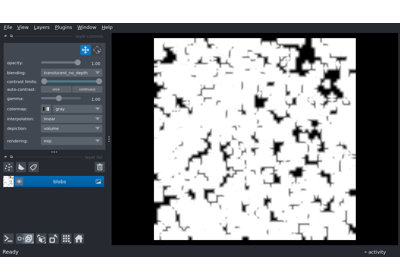 File View Layers Plugins Window Help
opacity: 1.00
blending: translucent_no_depth
contrast limits:
auto-contrast: once continuous
gamma: 1.00
colormap: gray
interpolation: linear
depiction: volume
rendering: mip
blobs
Ready
activity